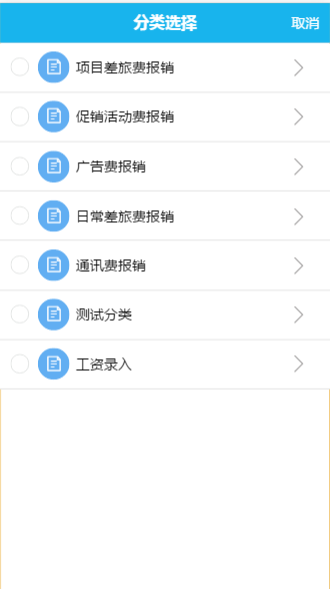 分类选择 取消
项目差旅费报销
促销活动费报销
广告费报销
日常差旅费报销
通讯费报销
测试分类
工资录入